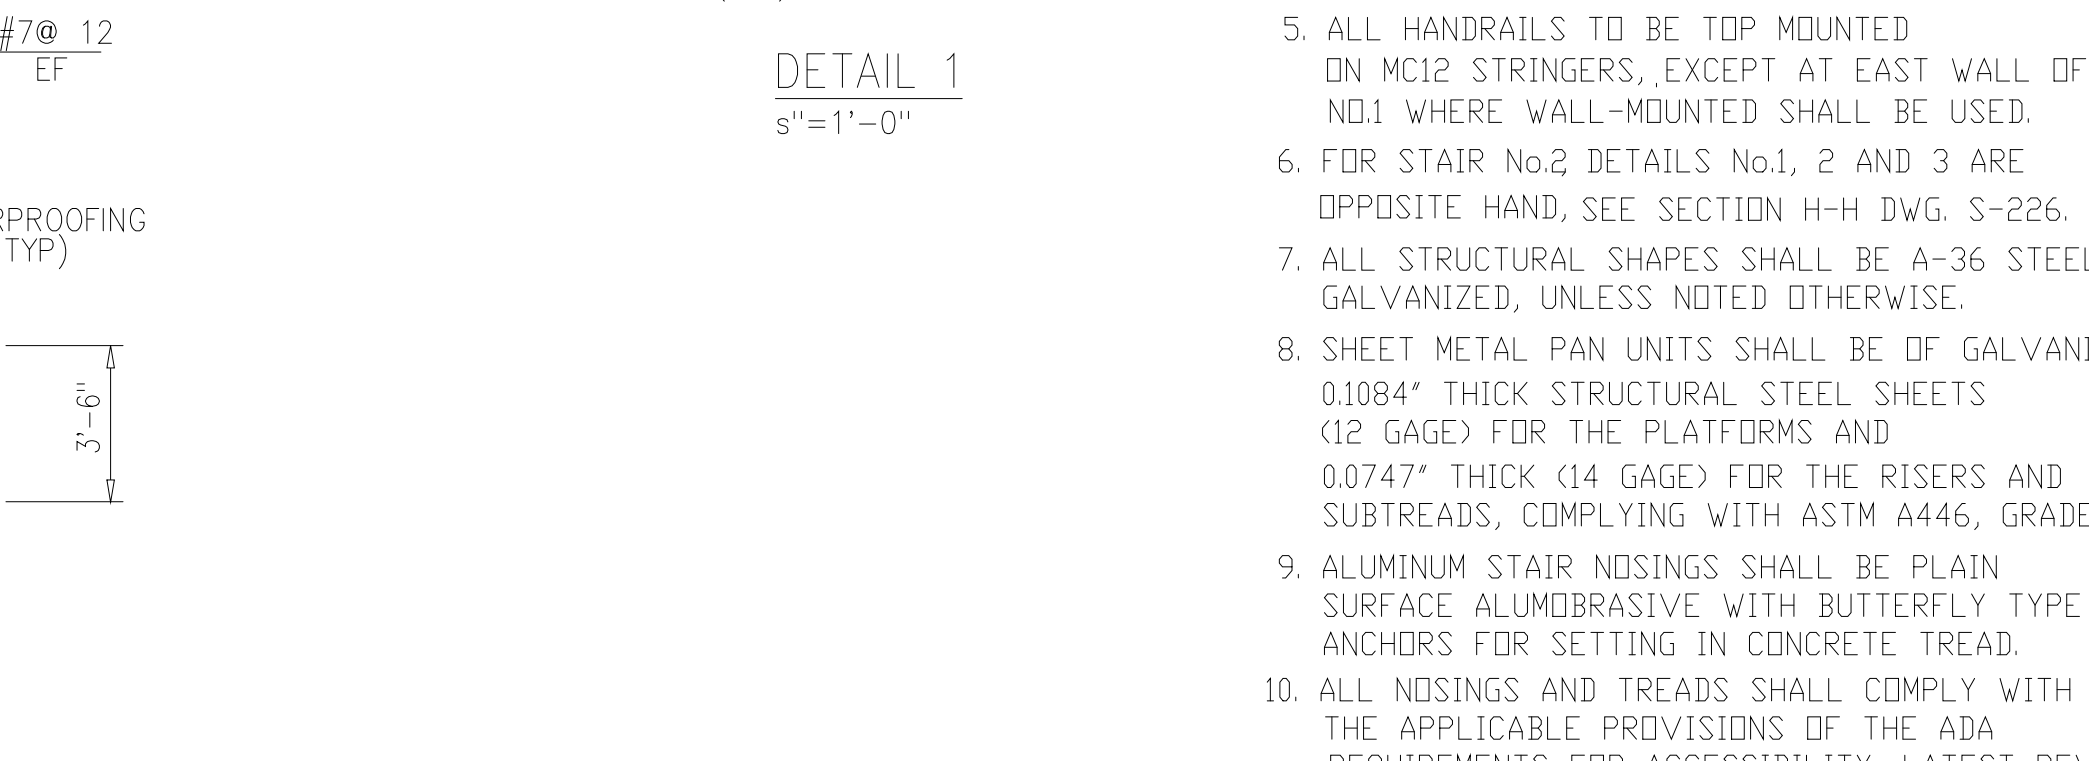 #7@ 12
EF
DETAIL 1
s"=1'-0"
TYP)
3'-6"
5. ALL HANDRAILS TO BE TOP MOUNTED
ON MC12 STRINGERS, EXCEPT AT EAST WALL OF
NO.1 WHERE WALL-MOUNTED SHALL BE USED.
6. FOR STAIR No.2, DETAILS No.1, 2 AND 3 ARE
OPPOSITE HAND, SEE SECTION H-H DWG. S-226.
7. ALL STRUCTURAL SHAPES SHALL BE A-36 STEEL
GALVANIZED, UNLESS NOTED OTHERWISE.
8. SHEET METAL PAN UNITS SHALL BE OF
0.1084" THICK STRUCTURAL STEEL SHEETS
(12 GAGE) FOR THE PLATFORMS AND
0.0747" THICK (14 GAGE) FOR THE RISERS AND
SUBTREADS, COMPLYING WITH ASTM A446, GRADE
9. ALUMINUM STAIR NOSINGS SHALL BE PLAIN
SURFACE ALUMOBRASIVE WITH BUTTERFLY TYPE
ANCHORS FOR SETTING IN CONCRETE TREAD.
10. ALL NOSINGS AND TREADS SHALL COMPLY WITH
THE APPLICABLE PROVISIONS OF THE ADA